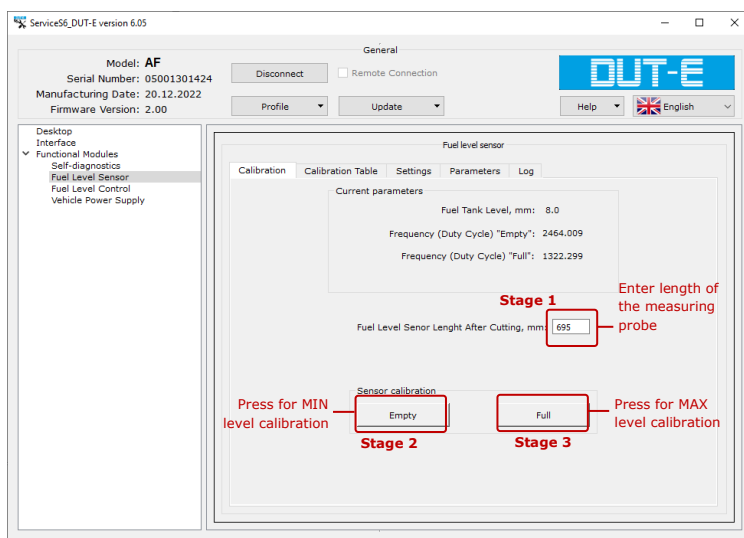 ServiceS6_DUT-E version 6.05
General
Model: AF
Serial Number: 05001301424
Manufacturing Date: 20.12.2022
Firmware Version: 2.00
Disconnect
Remote Connection
Profile
Update
DUT-E
Help
English
Desktop
Interface
Functional Modules
Self-diagnostics
Fuel Level Sensor
Fuel Level Control
Vehicle Power Supply
Fuel level sensor
Calibration Calibration Table Settings Parameters Log
Current parameters
Fuel Tank Level, mm: 8.0
Frequency (Duty Cycle) "Empty": 2464.009
Frequency (Duty Cycle) "Full": 1322.299
Stage 1
Enter length of
the measuring
probe
Fuel Level Senor Lenght After Cutting, mm: 695
Sensor calibration
Press for MIN
level calibration
Empty
Full
Press for MAX
level calibration
Stage 2
Stage 3